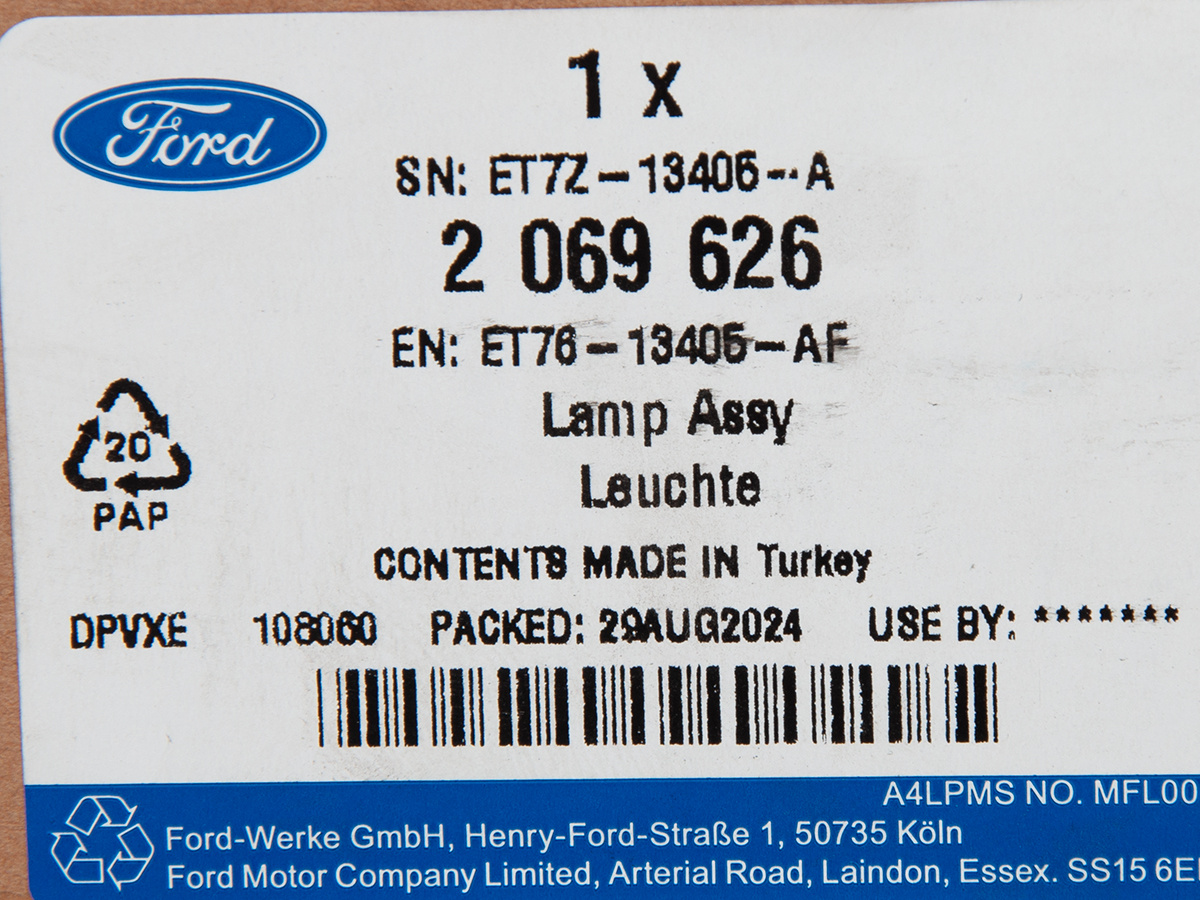 Ford
1 x
SN: ET7Z-13405--A
2 069 626
EN: ET76-13405-AF
Lamp Assy
Leuchte
20
PAP
CONTENTS MADE IN Turkey
DPVXE 108060 PACKED: 29AUG2024 USE BY: *******
A4LPMS NO. MFL00
Ford-Werke GmbH, Henry-Ford-Straße 1, 50735 Köln
Ford Motor Company Limited, Arterial Road, Laindon, Essex. SS15 6E